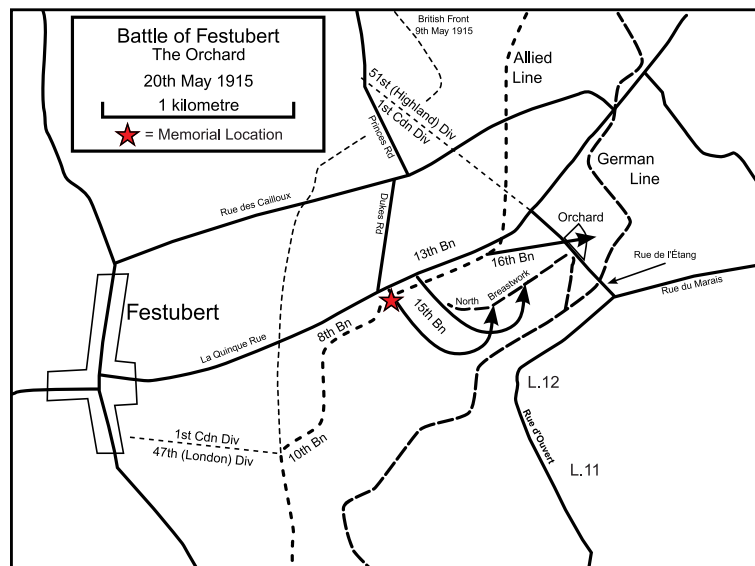 Battle of Festubert
The Orchard
20th May 1915
1 kilometre
= Memorial Location
British Front
9th May 1915
Allied
Line
51st (Highland) Div
1st Cdn Div
Princes Rd
German
Line
Rue des Cailloux
Dukes Rd
Orchard
13th Bn
16th Bn
Rue de l'Étang
Rue du Marais
North
Breastwork
15th Bn
Festubert
8th Bn
La Quinque Rue
L.12
1st Cdn Div
47th (London) Div
10th Bn
Rue d'Ouvert
L.11